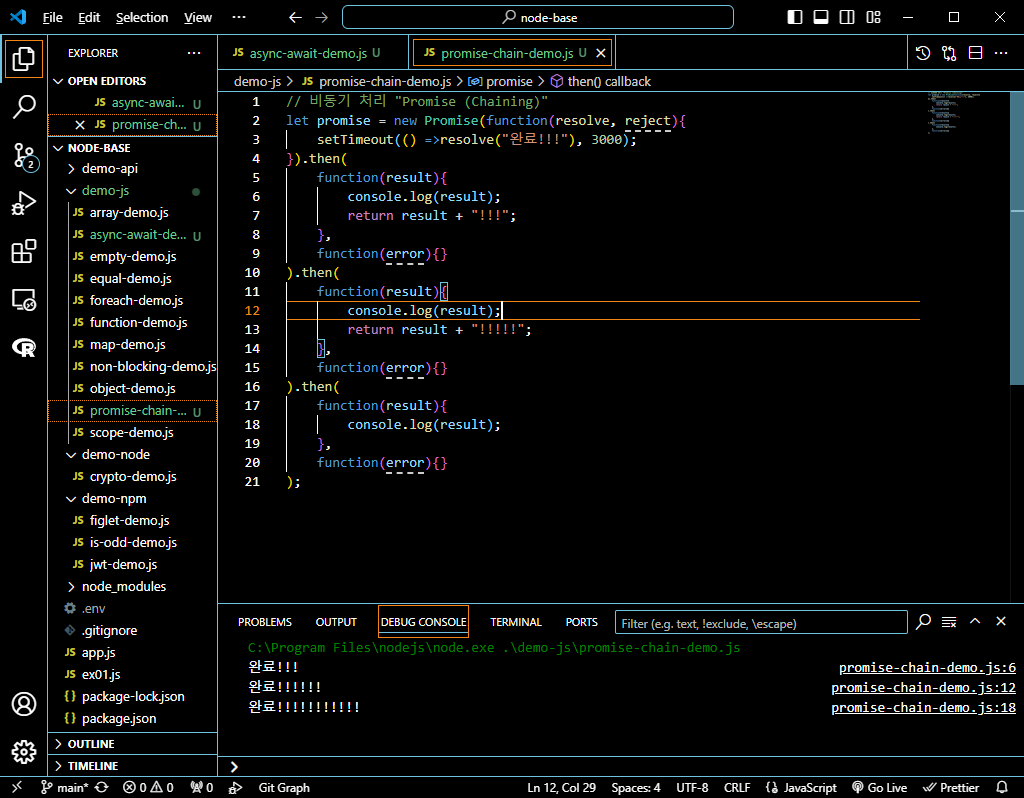 File Edit Selection View ··· node-base
EXPLORER ···
OPEN EDITORS
JS async-awai... U
JS promise-ch... U
NODE-BASE
demo-api
demo-js
JS array-demo.js
JS async-await-de... U
JS empty-demo.js
JS equal-demo.js
JS foreach-demo.js
JS function-demo.js
JS map-demo.js
JS non-blocking-demo.js
JS object-demo.js
JS promise-chain-... U
JS scope-demo.js
demo-node
JS crypto-demo.js
demo-npm
JS figlet-demo.js
JS is-odd-demo.js
JS jwt-demo.js
node_modules
.env
.gitignore
JS app.js
JS ex01.js
{} package-lock.json
{} package.json
OUTLINE
TIMELINE
2
R
JS async-await-demo.js U JS promise-chain-demo.js U
demo-js > JS promise-chain-demo.js > promise > then() callback
1 // 비동기 처리 "Promise (Chaining)"
2 let promise = new Promise(function(resolve, reject){
3 setTimeout(() =>resolve("완료!!!"), 3000);
4 }).then(
5 function(result){
6 console.log(result);
7 return result + "!!!";
8 },
9 function(error){}
10 ).then(
11 function(result){
12 console.log(result);
13 return result + "!!!!!";
14 },
15 function(error){}
16 ).then(
17 function(result){
18 console.log(result);
19 },
20 function(error){}
21 );
PROBLEMS OUTPUT DEBUG CONSOLE TERMINAL PORTS Filter (e.g. text, !exclude, \escape)
C:\Program Files\nodejs\node.exe .\demo-js\promise-chain-demo.js
완료!!! promise-chain-demo.js:6
완료!!!!!! promise-chain-demo.js:12
완료!!!!!!!!!!! promise-chain-demo.js:18
>
main* 0 0 0 Git Graph Ln 12, Col 29 Spaces: 4 UTF-8 CRLF {} JavaScript Go Live Prettier